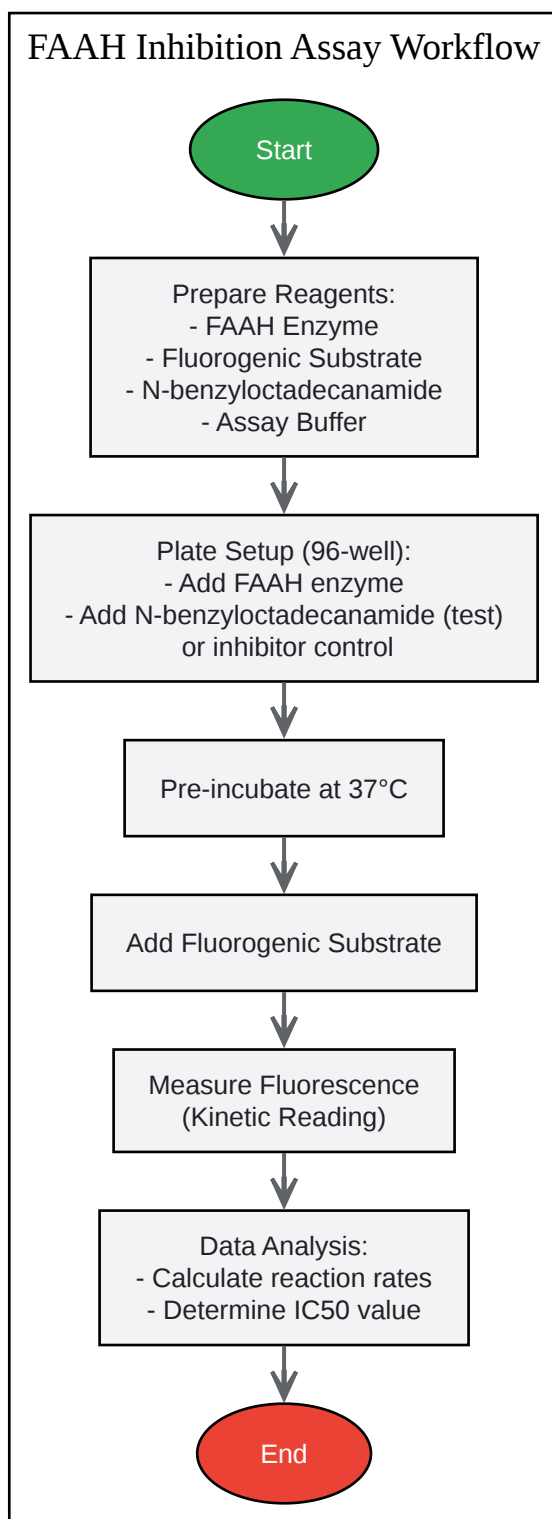 FAAH Inhibition Assay Workflow
Start
Prepare Reagents:
- FAAH Enzyme
- Fluorogenic Substrate
- N-benzyloctadecanamide
- Assay Buffer
Plate Setup (96-well):
- Add FAAH enzyme
- Add N-benzyloctadecanamide (test)
or inhibitor control
Pre-incubate at 37°C
Add Fluorogenic Substrate
Measure Fluorescence
(Kinetic Reading)
Data Analysis:
- Calculate reaction rates
- Determine IC50 value
End